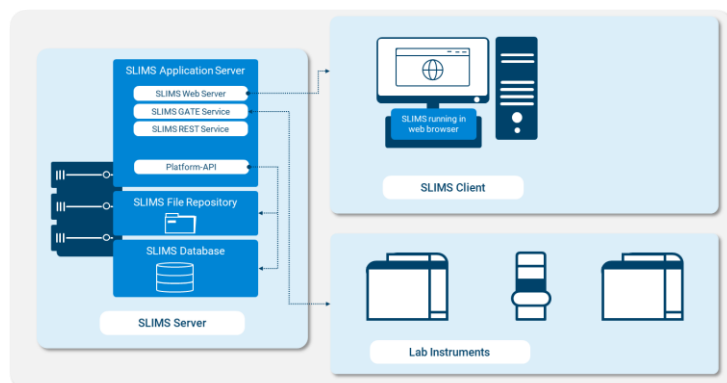 SLIMS Application Server
SLIMS Web Server
SLIMS GATE Service
SLIMS REST Service
Platform-API
SLIMS File Repository
SLIMS Database
SLIMS Server
SLIMS running in
web browser
SLIMS Client
Lab Instruments